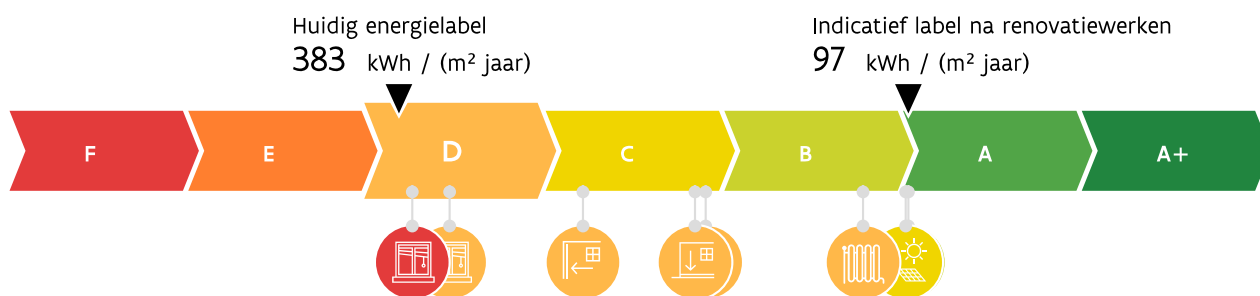 Huidig energielabel
383 kWh / (m² jaar)
Indicatief label na renovatiewerken
97 kWh / (m² jaar)
F E D C B A A+